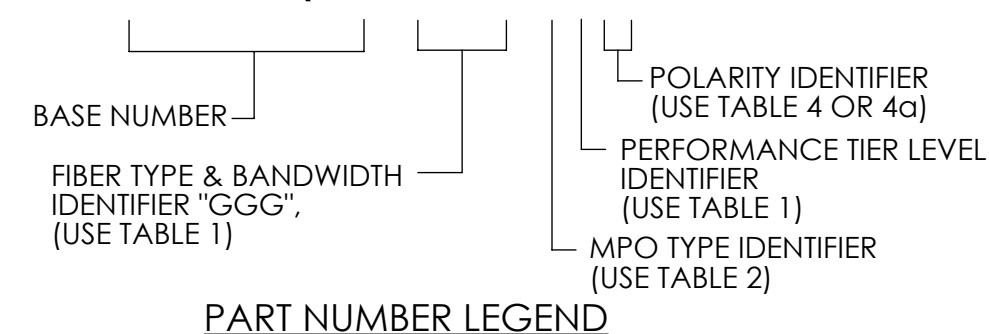 BASE NUMBER
FIBER TYPE & BANDWIDTH
IDENTIFIER "GGG",
(USE TABLE 1)
POLARITY IDENTIFIER
(USE TABLE 4 OR 4a)
PERFORMANCE TIER LEVEL
IDENTIFIER
(USE TABLE 1)
MPO TYPE IDENTIFIER
(USE TABLE 2)
PART NUMBER LEGEND